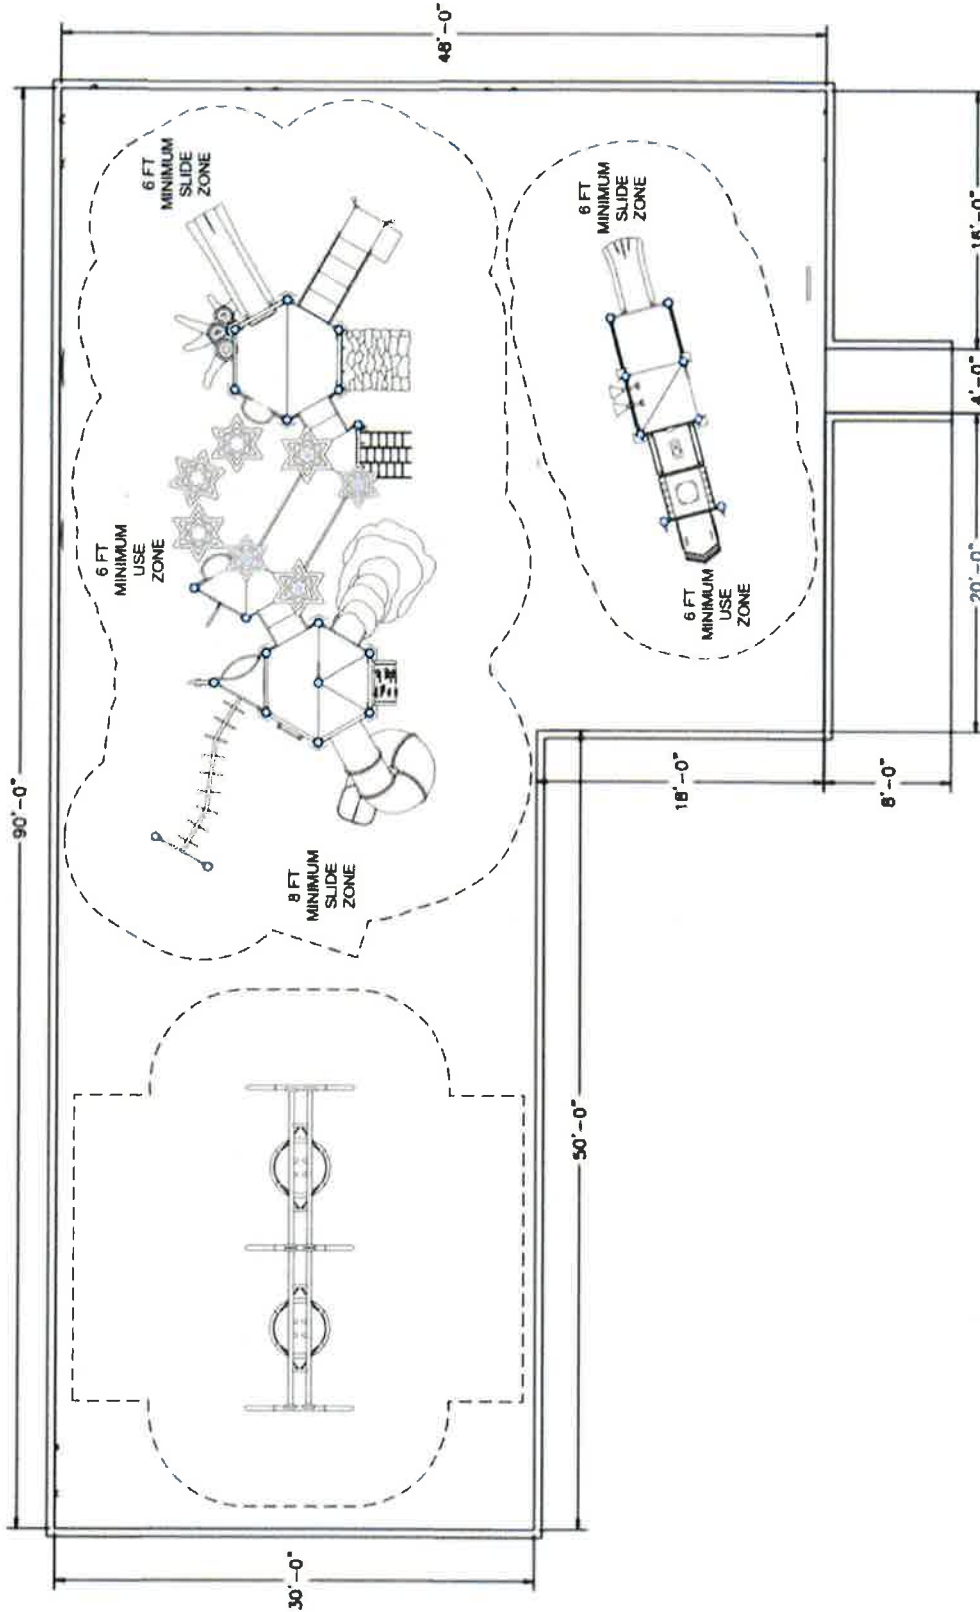 48'-0"
90'-0"
6 FT
MINIMUM
SLIDE
ZONE
6 FT
MINIMUM
SLIDE
ZONE
16'-0"
4'-0"
6 FT
MINIMUM
USE
ZONE
6 FT
MINIMUM
USE
ZONE
20'-0"
18'-0"
8'-0"
8 FT
MINIMUM
SLIDE
ZONE
50'-0"
30'-0"